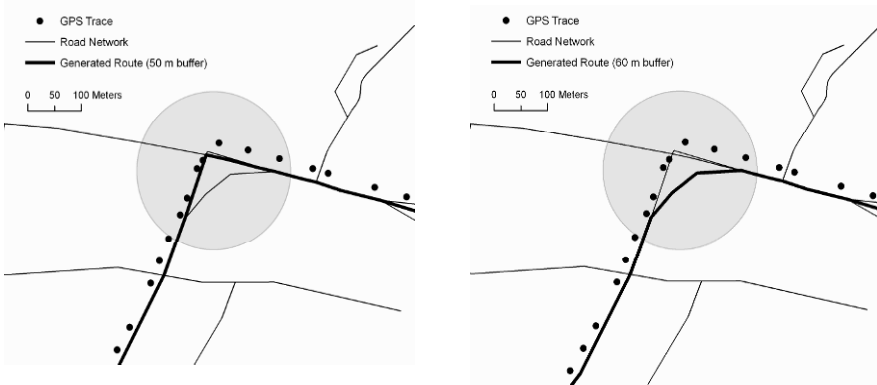 GPS Trace
Road Network
Generated Route (50 m buffer)
0 50 100 Meters
GPS Trace
Road Network
Generated Route (60 m buffer)
0 50 100 Meters